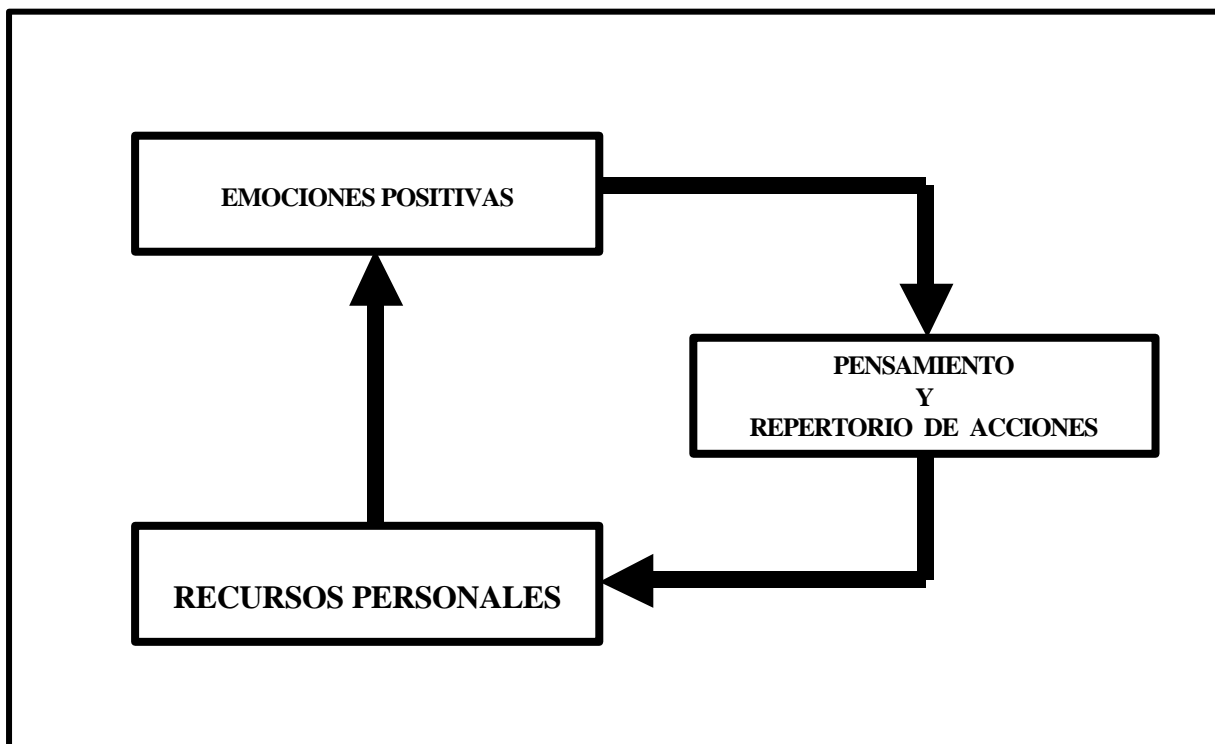 EMOCIONES POSITIVAS
PENSAMIENTO
Y
REPERTORIO DE ACCIONES
RECURSOS PERSONALES